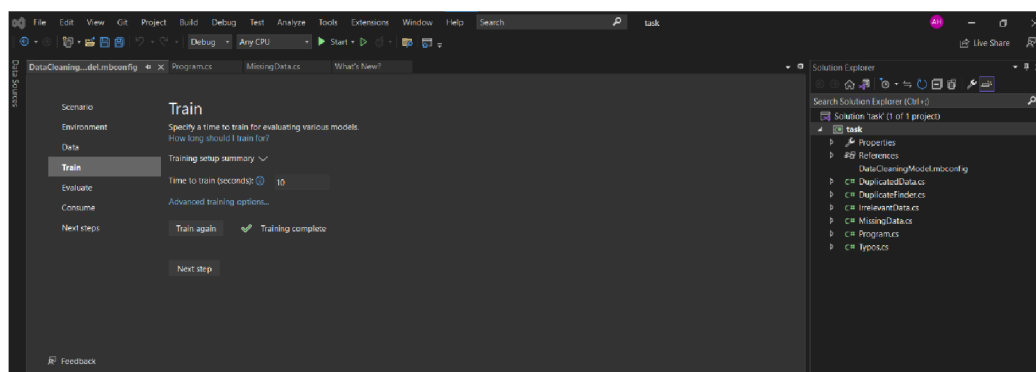 File Edit View Git Project Build Debug Test Analyze Tools Extensions Window Help Search task AH
Debug Any CPU Start Live Share
Data Sources
DataCleaning...del.mbconfig Program.cs MissingData.cs What's New?
Scenario
Environment
Data
Train
Evaluate
Consume
Next steps
Feedback
Train
Specify a time to train for evaluating various models.
How long should I train for?
Training setup summary
Time to train (seconds): 10
Advanced training options...
Train again Training complete
Next step
Solution Explorer
Search Solution Explorer (Ctrl+;)
Solution 'task' (1 of 1 project)
task
Properties
References
DataCleaningModel.mbconfig
C# DuplicatedData.cs
C# DuplicateFinder.cs
C# IrrelevantData.cs
C# MissingData.cs
C# Program.cs
C# Typos.cs